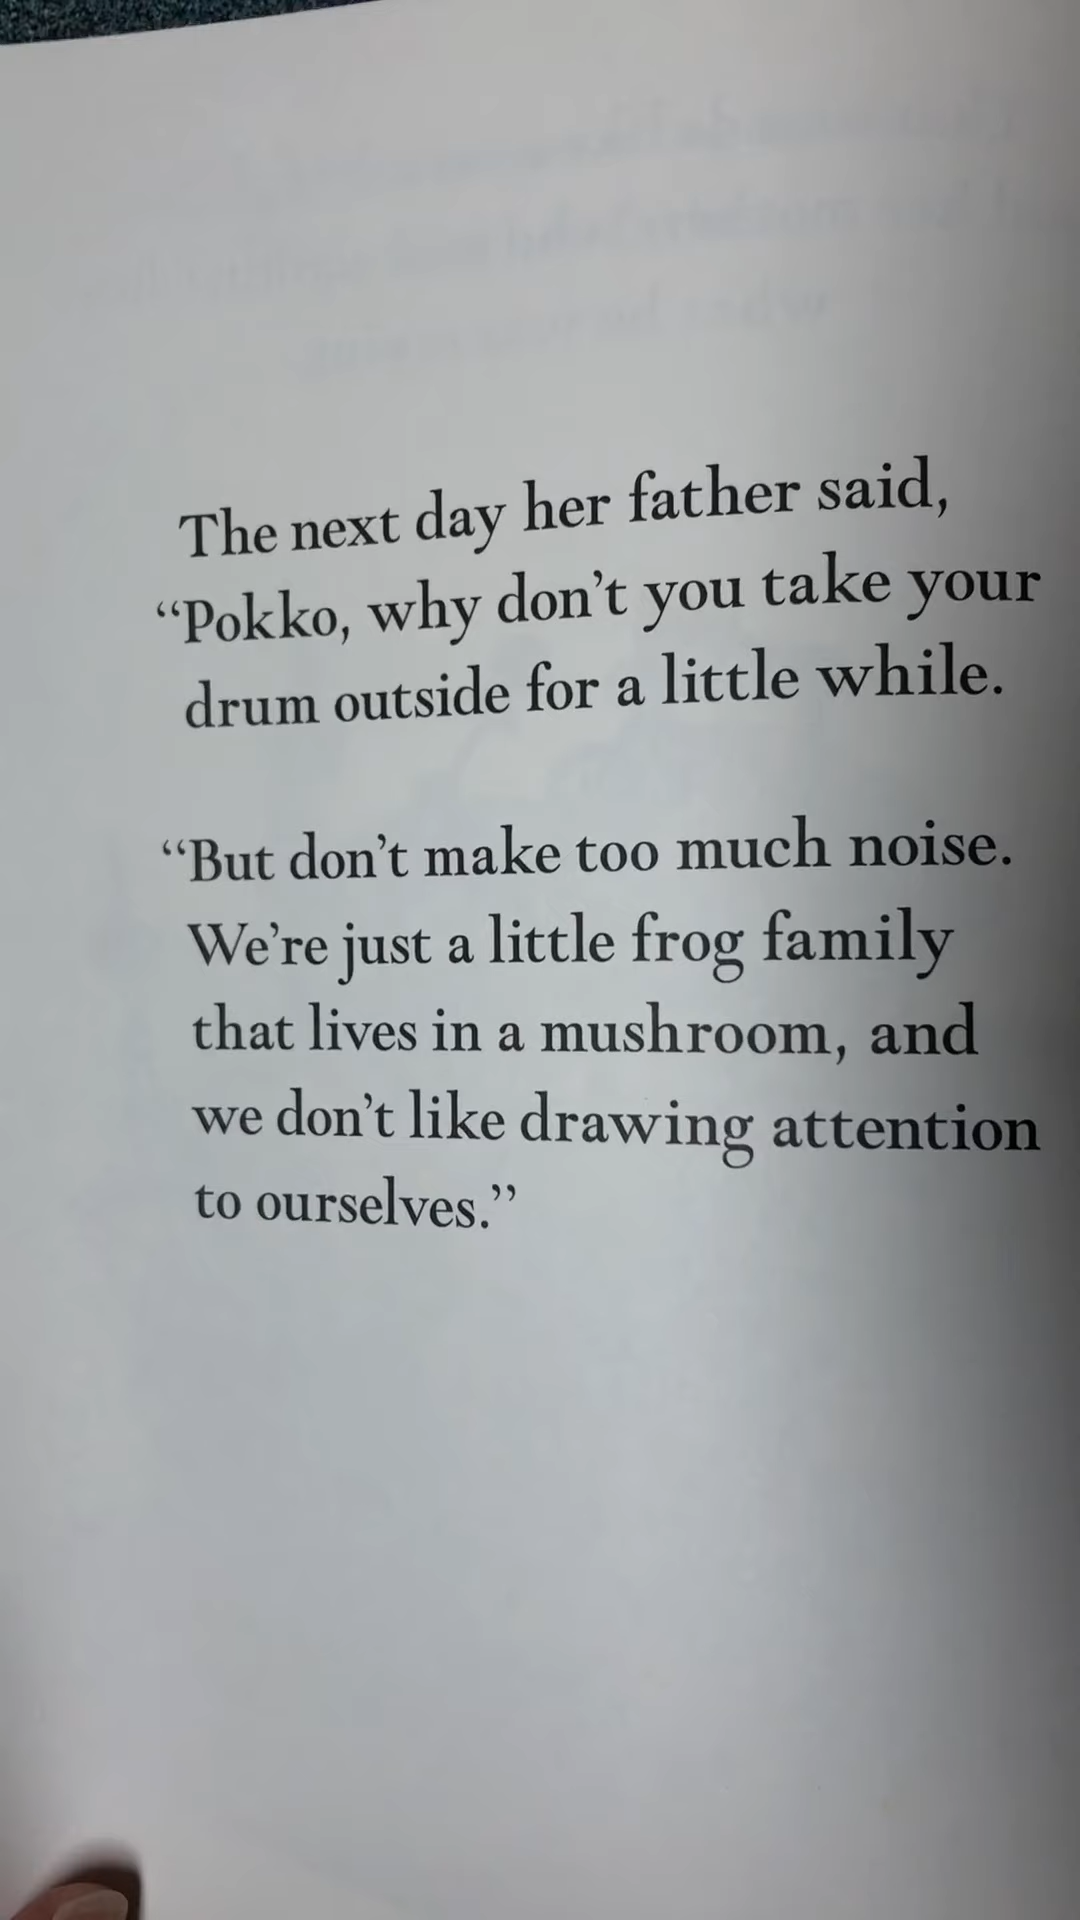 The next day her father said,
“Pokko, why don’t you take your
drum outside for a little while.
“But don’t make too much noise.
We’re just a little frog family
that lives in a mushroom, and
we don’t like drawing attention
to ourselves.”